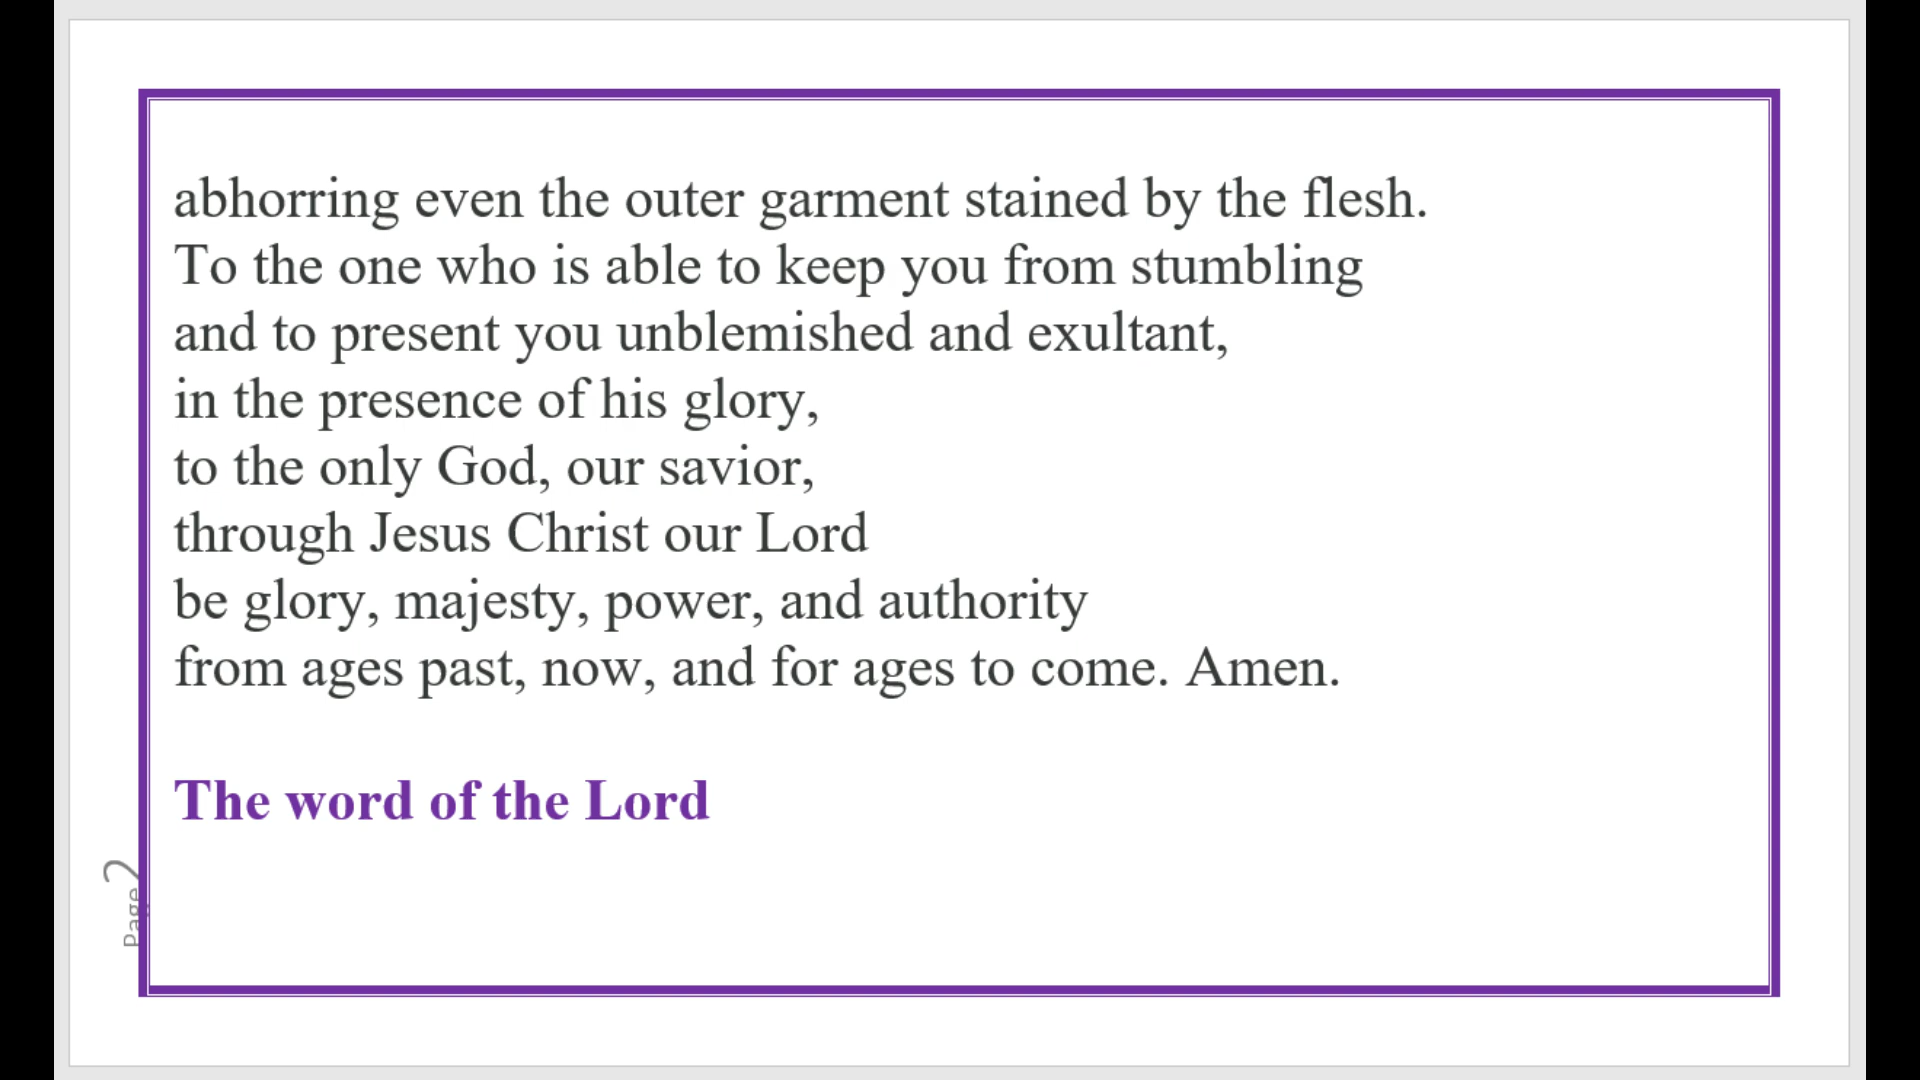 abhorring even the outer garment stained by the flesh.
To the one who is able to keep you from stumbling
and to present you unblemished and exultant,
in the presence of his glory,
to the only God, our savior,
through Jesus Christ our Lord
be glory, majesty, power, and authority
from ages past, now, and for ages to come. Amen.
The word of the Lord
Page 2